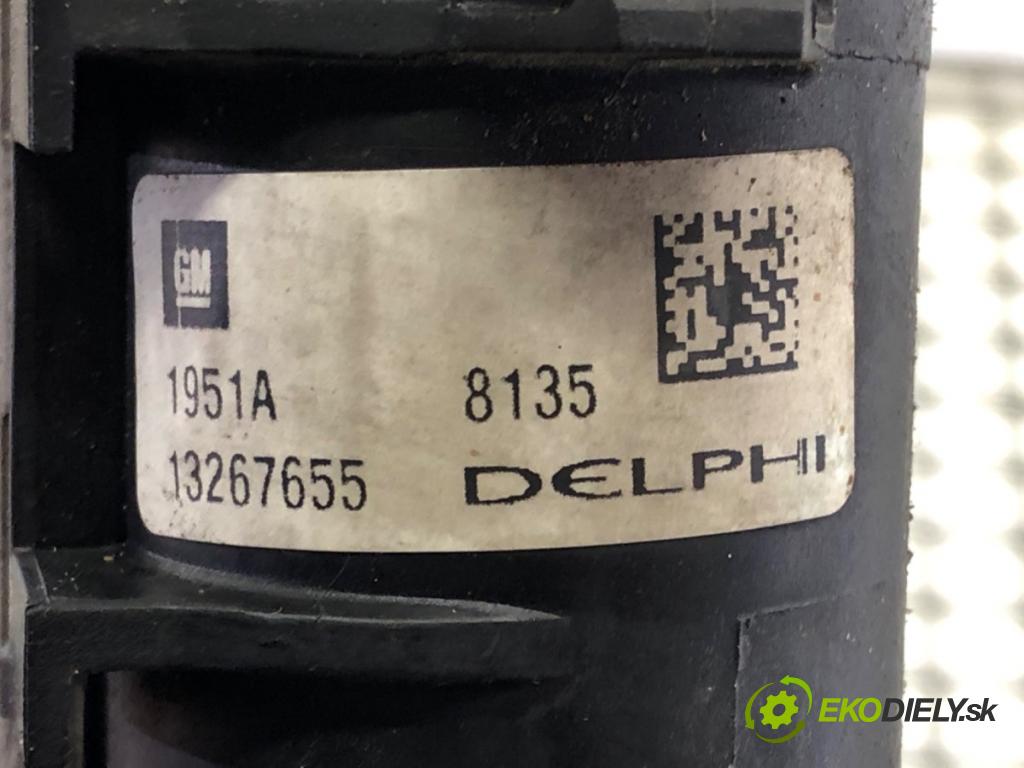 GM
1951A 8135
13267655 DELPHI
EKODIELY.sk